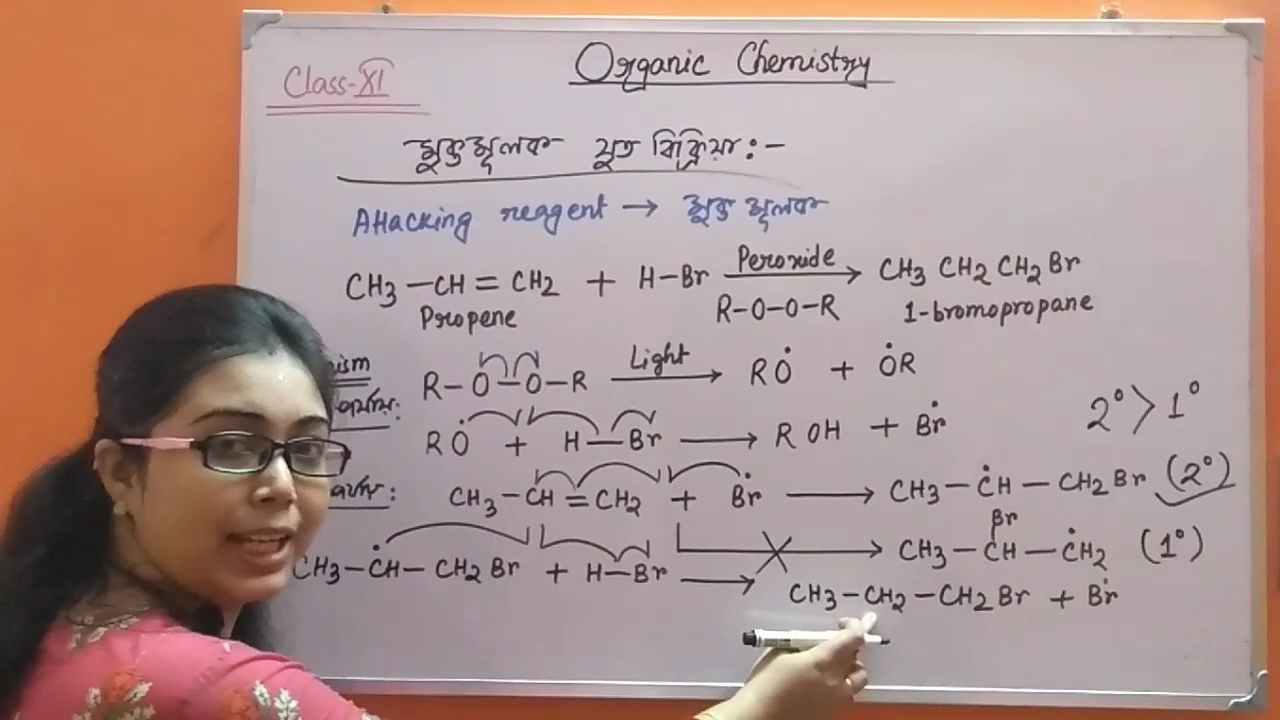 Organic Chemistry
Class-XI
মুক্তমূলক যুত বিক্রিয়া :-
Attacking reagent → মুক্ত মূলক
CH3 — CH = CH2 + H-Br Peroxide → CH3 CH2 CH2 Br
Propene R-O-O-R 1-bromopropane
R-O-O-R Light → RȮ + ȮR
2° > 1°
RȮ + H — Br → ROH + Ḃr
CH3 - CH = CH2 + Ḃr → CH3 - ĊH - CH2 Br (2°)
Br
CH3 - CH - ĊH2 (1°)
CH3 - ĊH - CH2 Br + H-Br → CH3 - CH2 - CH2 Br + Ḃr